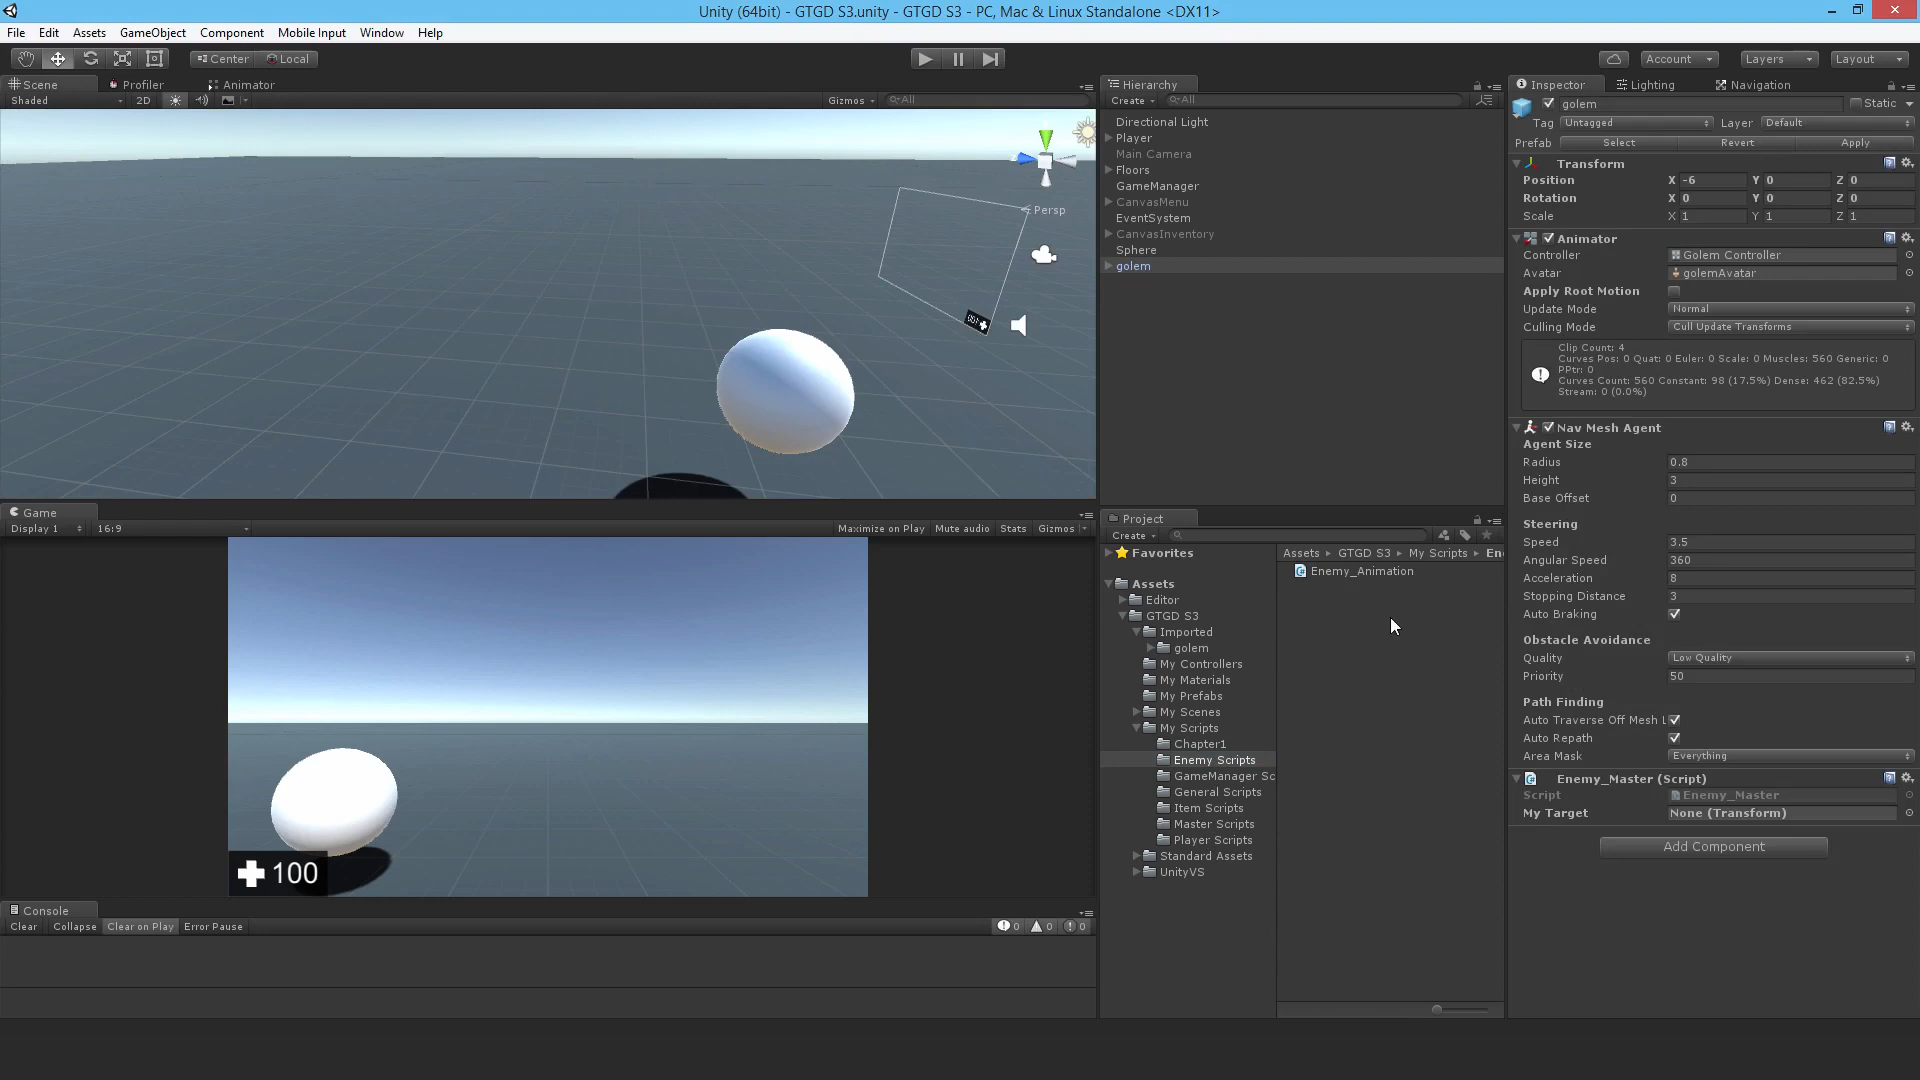 Unity (64bit) - GTGD S3.unity - GTGD S3 - PC, Mac & Linux Standalone <DX11>
File Edit Assets GameObject Component Mobile Input Window Help
Center Local Account Layers Layout
Scene Profiler Animator
Shaded 2D Gizmos All
Persp
100
Game
Display 1 16:9 Maximize on Play Mute audio Stats Gizmos
100
Console
Clear Collapse Clear on Play Error Pause 0 0 0
Hierarchy
Create All
Directional Light
Player
Main Camera
Floors
GameManager
CanvasMenu
EventSystem
CanvasInventory
Sphere
golem
Project
Create
Favorites
Assets
Editor
GTGD S3
Imported
golem
My Controllers
My Materials
My Prefabs
My Scenes
My Scripts
Chapter1
Enemy Scripts
GameManager Sc
General Scripts
Item Scripts
Master Scripts
Player Scripts
Standard Assets
UnityVS
Assets GTGD S3 My Scripts En
Enemy_Animation
Inspector Lighting Navigation
golem Static
Tag Untagged Layer Default
Prefab Select Revert Apply
Transform
Position X -6 Y 0 Z 0
Rotation X 0 Y 0 Z 0
Scale X 1 Y 1 Z 1
Animator
Controller Golem Controller
Avatar golemAvatar
Apply Root Motion
Update Mode Normal
Culling Mode Cull Update Transforms
Clip Count: 4
Curves Pos: 0 Quat: 0 Euler: 0 Scale: 0 Muscles: 560 Generic: 0
PPtr: 0
Curves Count: 560 Constant: 98 (17.5%) Dense: 462 (82.5%)
Stream: 0 (0.0%)
Nav Mesh Agent
Agent Size
Radius 0.8
Height 3
Base Offset 0
Steering
Speed 3.5
Angular Speed 360
Acceleration 8
Stopping Distance 3
Auto Braking
Obstacle Avoidance
Quality Low Quality
Priority 50
Path Finding
Auto Traverse Off Mesh L
Auto Repath
Area Mask Everything
Enemy_Master (Script)
Script Enemy_Master
My Target None (Transform)
Add Component